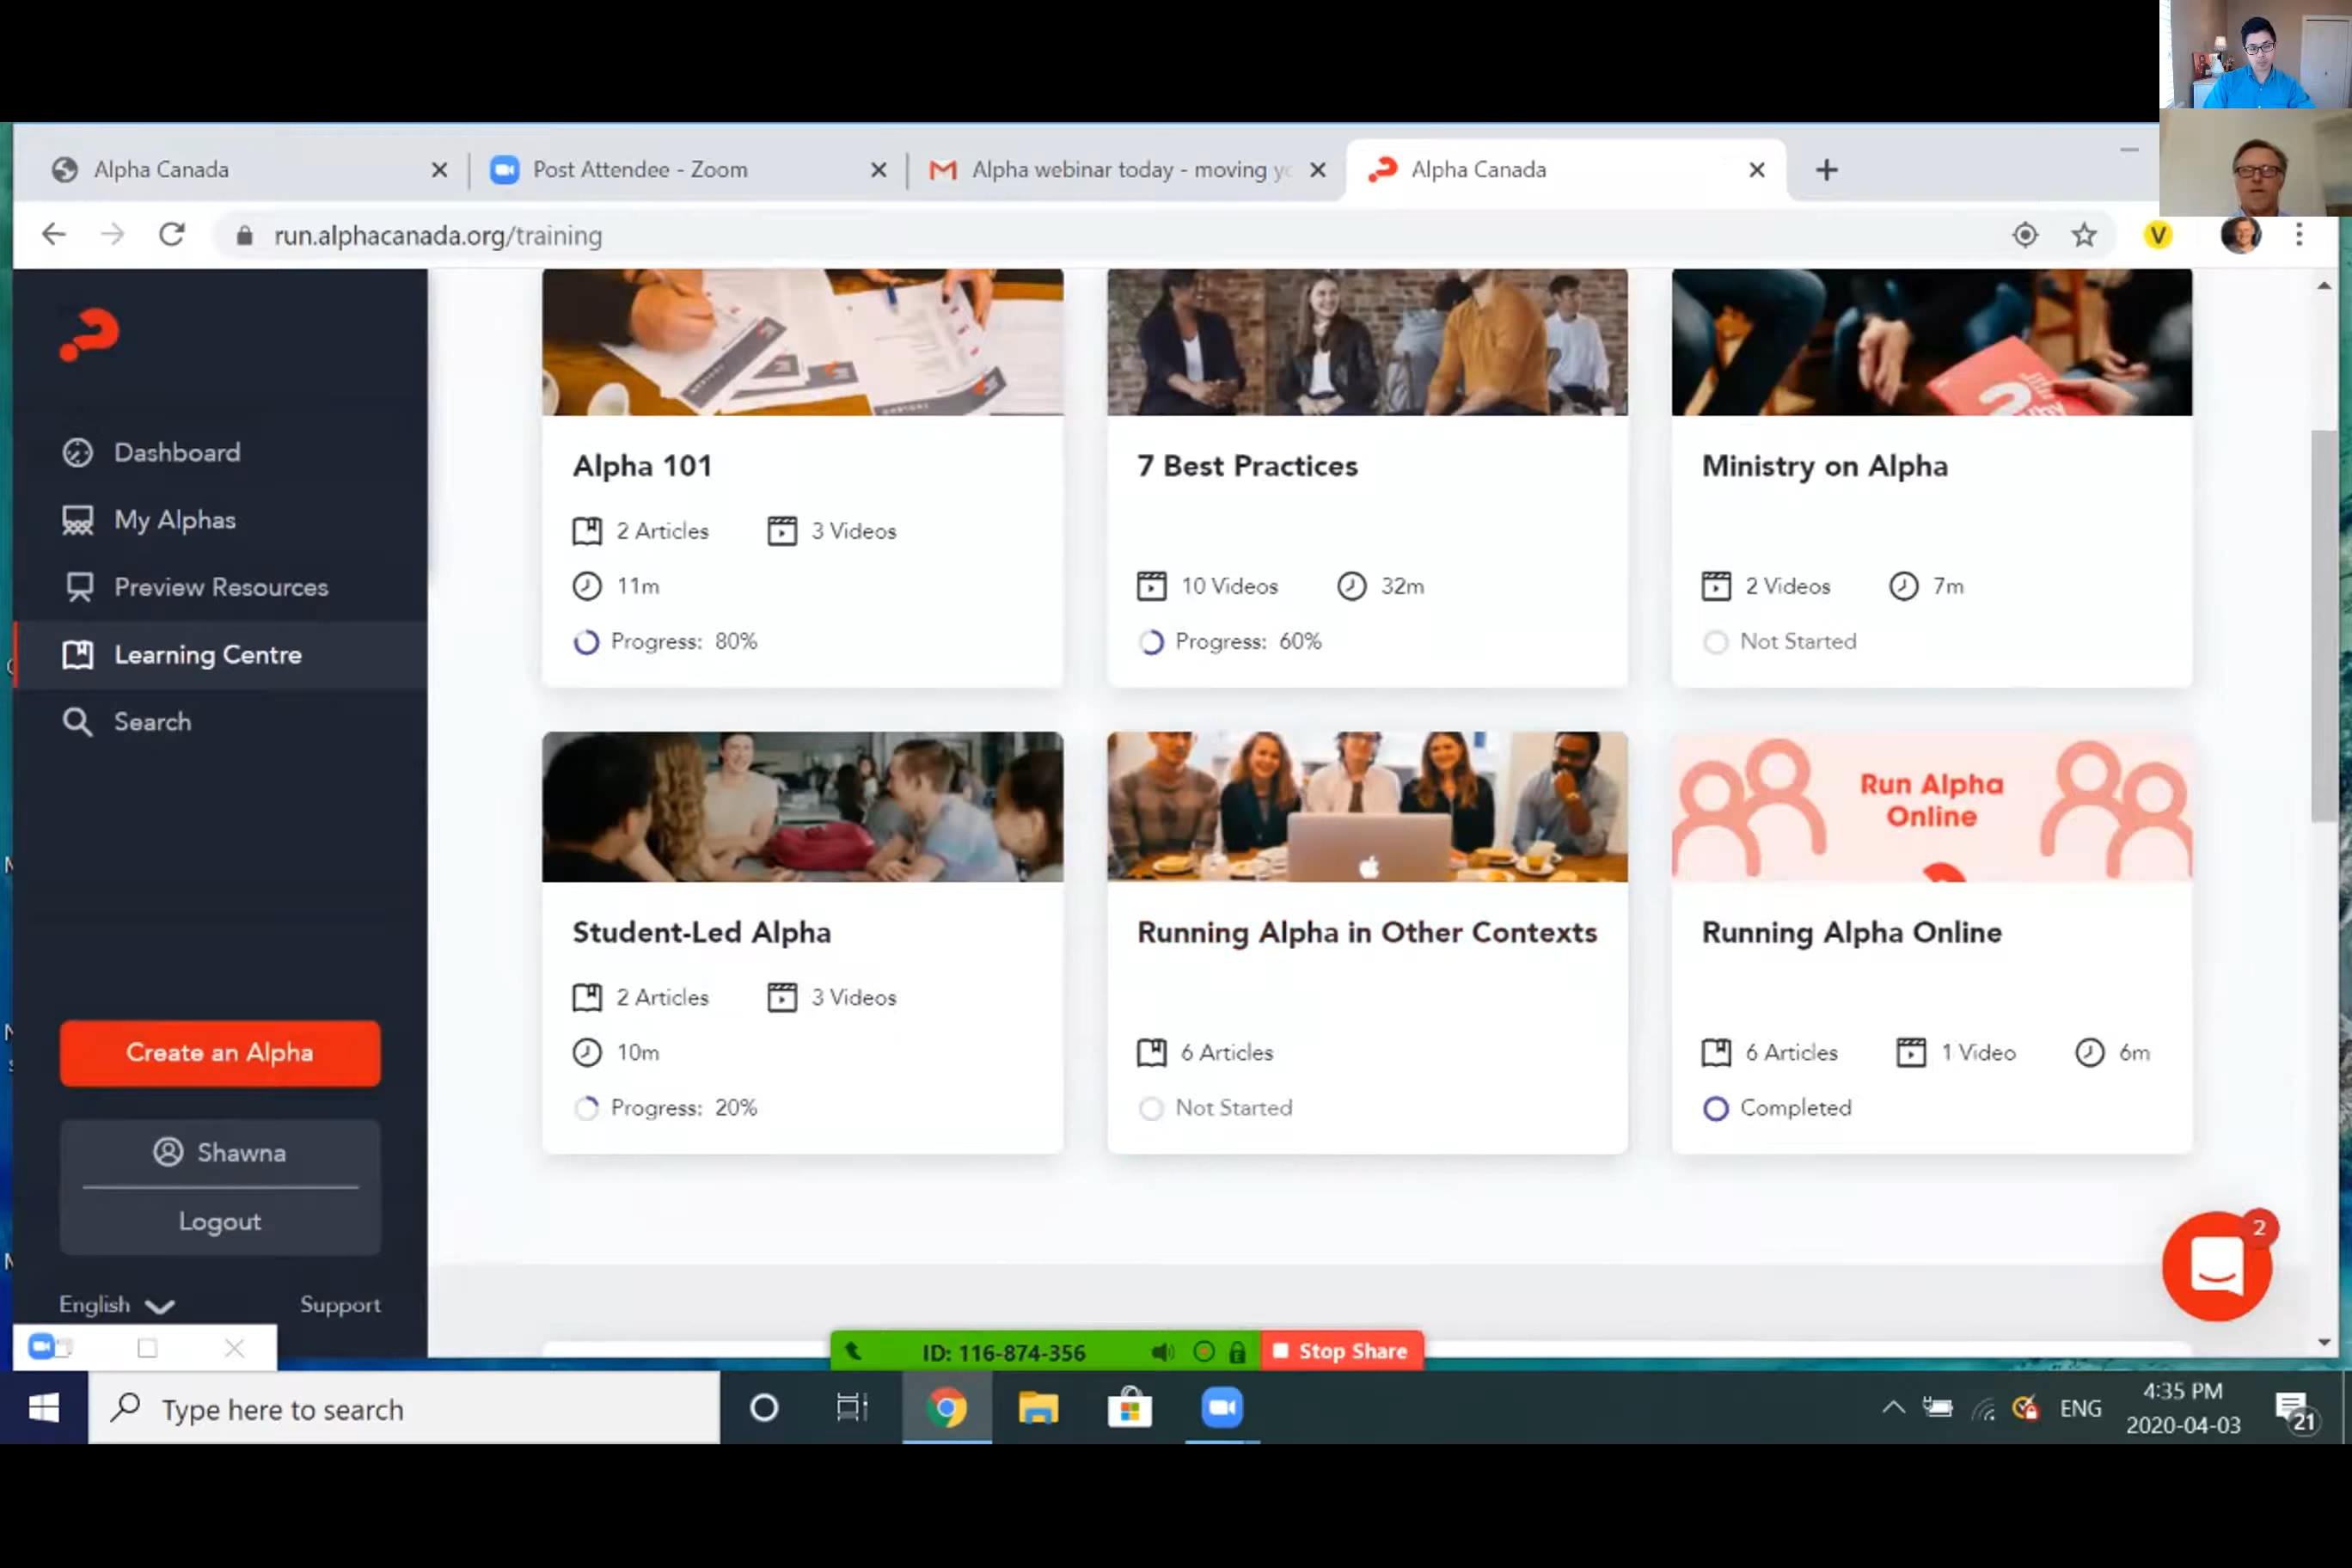 Alpha Canada
Post Attendee - Zoom
Alpha webinar today - moving yo
Alpha Canada
run.alphacanada.org/training
Dashboard
My Alphas
Preview Resources
Learning Centre
Search
Create an Alpha
Shawna
Logout
English
Support
Alpha 101
2 Articles
3 Videos
11m
Progress: 80%
7 Best Practices
10 Videos
32m
Progress: 60%
Ministry on Alpha
2 Videos
7m
Not Started
Student-Led Alpha
2 Articles
3 Videos
10m
Progress: 20%
Running Alpha in Other Contexts
6 Articles
Not Started
Run Alpha
Online
Running Alpha Online
6 Articles
1 Video
6m
Completed
2
ID: 116-874-356
Stop Share
Type here to search
ENG
4:35 PM
2020-04-03
21
V